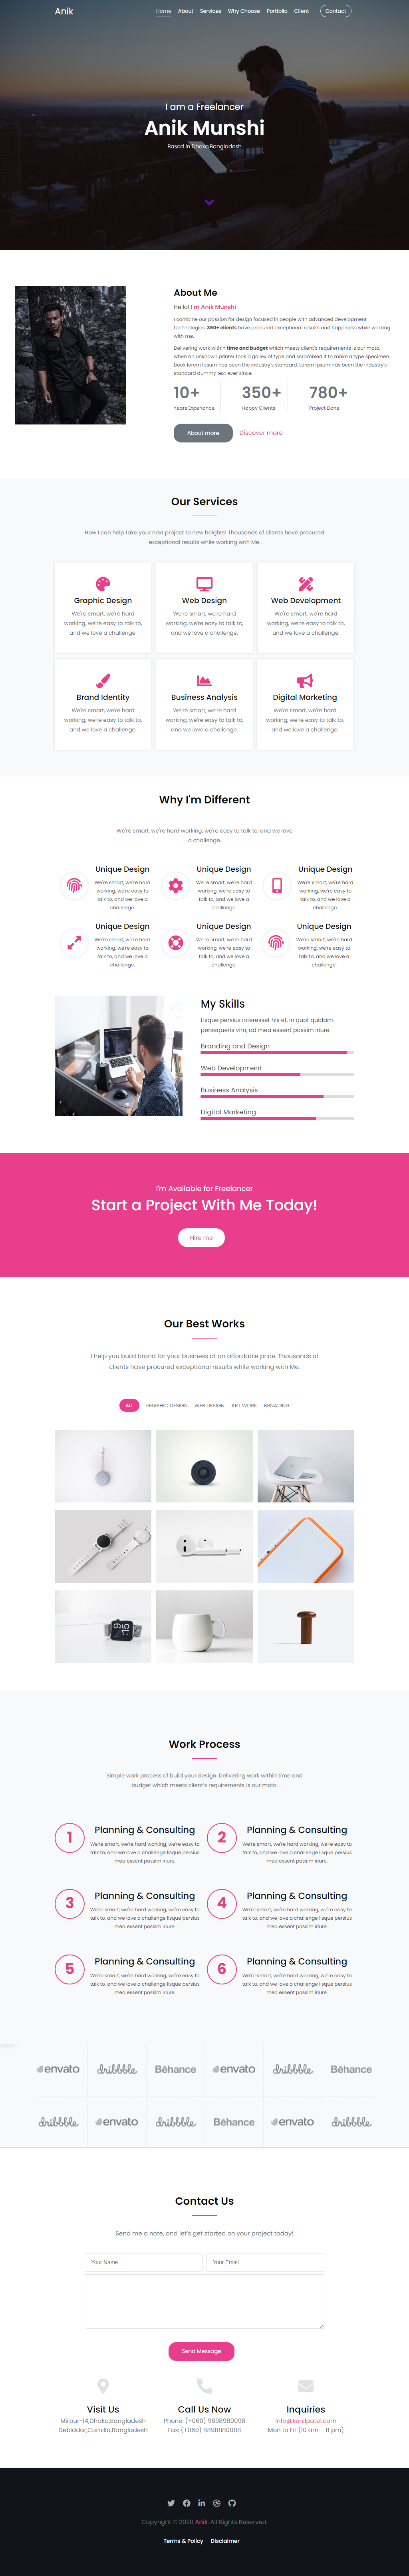 Anik
Home About Services Why Choose Portfolio Client Contact
I am a Freelancer
Anik Munshi
Based in Dhaka,Bangladesh
About Me
Hello! I'm Anik Munshi
I combine our passion for design focused in people with advanced development
technologies. 350+ clients have procured exceptional results and happiness while working
with me.
Delivering work within time and budget which meets client's requirements is our moto.
when an unknown printer took a galley of type and scrambled it to make a type specimen
book Lorem Ipsum has been the industry's standard. Lorem Ipsum has been the industry's
standard dummy text ever since.
10+ 350+ 780+
Years Experiance Happy Clients Project Done
About more Discover more
Our Services
How I can help take your next project to new heights! Thousands of clients have procured
exceptional results while working with Me.
Graphic Design
We're smart, we're hard
working, we're easy to talk to,
and we love a challenge.
Web Design
We're smart, we're hard
working, we're easy to talk to,
and we love a challenge.
Web Development
We're smart, we're hard
working, we're easy to talk to,
and we love a challenge.
Brand Identity
We're smart, we're hard
working, we're easy to talk to,
and we love a challenge.
Business Analysis
We're smart, we're hard
working, we're easy to talk to,
and we love a challenge.
Digital Marketing
We're smart, we're hard
working, we're easy to talk to,
and we love a challenge.
Why I'm Different
We're smart, we're hard working, we're easy to talk to, and we love
a challenge.
Unique Design
We're smart, we're hard
working, we're easy to
talk to, and we love a
challenge.
Unique Design
We're smart, we're hard
working, we're easy to
talk to, and we love a
challenge.
Unique Design
We're smart, we're hard
working, we're easy to
talk to, and we love a
challenge.
Unique Design
We're smart, we're hard
working, we're easy to
talk to, and we love a
challenge.
Unique Design
We're smart, we're hard
working, we're easy to
talk to, and we love a
challenge.
Unique Design
We're smart, we're hard
working, we're easy to
talk to, and we love a
challenge.
My Skills
Lisque persius interesset his et, in quot quidam
persequeris vim, ad mea essent possim iriure.
Branding and Design
Web Development
Business Analysis
Digital Marketing
I'm Available for Freelancer
Start a Project With Me Today!
Hire me
Our Best Works
I help you build brand for your business at an affordable price. Thousands of
clients have procured exceptional results while working with Me.
ALL GRAPHIC DESIGN WEB DESIGN ART WORK BRNADING
Work Process
Simple work process of build your design. Delivering work within time and
budget which meets client's requirements is our moto.
1
Planning & Consulting
We're smart, we're hard working, we're easy to
talk to, and we love a challenge lisque persius
mea essent possim iriure.
2
Planning & Consulting
We're smart, we're hard working, we're easy to
talk to, and we love a challenge lisque persius
mea essent possim iriure.
3
Planning & Consulting
We're smart, we're hard working, we're easy to
talk to, and we love a challenge lisque persius
mea essent possim iriure.
4
Planning & Consulting
We're smart, we're hard working, we're easy to
talk to, and we love a challenge lisque persius
mea essent possim iriure.
5
Planning & Consulting
We're smart, we're hard working, we're easy to
talk to, and we love a challenge lisque persius
mea essent possim iriure.
6
Planning & Consulting
We're smart, we're hard working, we're easy to
talk to, and we love a challenge lisque persius
mea essent possim iriure.
envato dribbble Bēhance envato dribbble Bēhance
dribbble envato dribbble Bēhance envato dribbble
Contact Us
Send me a note, and let's get started on your project today!
Your Name Your Email
Send Message
Visit Us
Mirpur-14,Dhaka,Bangladesh
Debiddar,Cumilla,Bangladesh
Call Us Now
Phone: (+060) 9898980098
Fax: (+060) 8898880088
Inquiries
info@kenilpatel.com
Mon to Fri (10 am – 8 pm)
Copyright © 2020 Anik. All Rights Reserved.
Terms & Policy Disclaimer